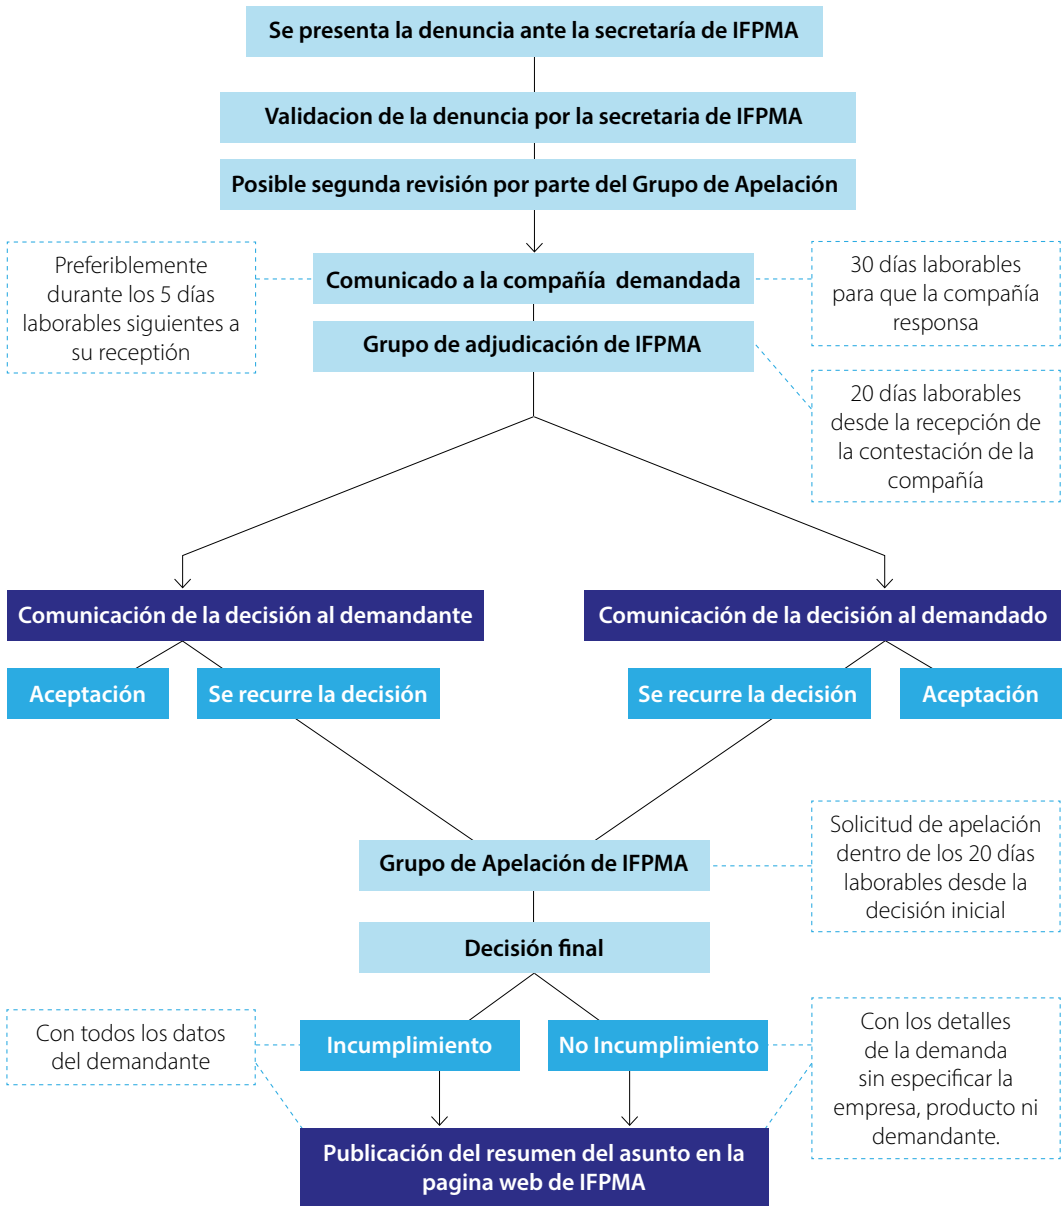 Se presenta la denuncia ante la secretaría de IFPMA
Validacion de la denuncia por la secretaria de IFPMA
Posible segunda revisión por parte del Grupo de Apelación
Preferiblemente
durante los 5 días
laborables siguientes a
su receptión
Comunicado a la compañía demandada
30 días laborables
para que la compañía
responsa
Grupo de adjudicación de IFPMA
20 días laborables
desde la recepción de
la contestación de la
compañía
Comunicación de la decisión al demandante
Comunicación de la decisión al demandado
Aceptación
Se recurre la decisión
Se recurre la decisión
Aceptación
Grupo de Apelación de IFPMA
Solicitud de apelación
dentro de los 20 días
laborables desde la
decisión inicial
Decisión final
Con todos los datos
del demandante
Incumplimiento
No Incumplimiento
Con los detalles
de la demanda
sin especificar la
empresa, producto ni
demandante.
Publicación del resumen del asunto en la
pagina web de IFPMA